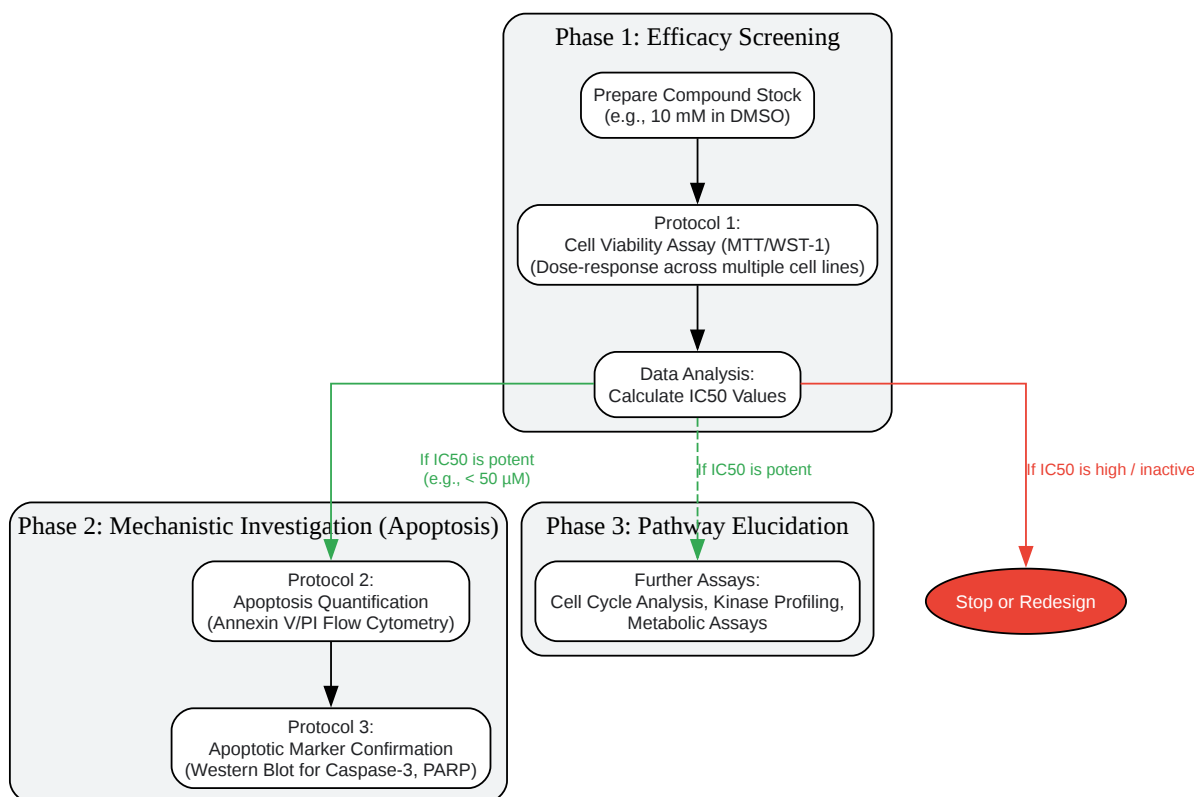 Phase 1: Efficacy Screening
Prepare Compound Stock
(e.g., 10 mM in DMSO)
Protocol 1:
Cell Viability Assay (MTT/WST-1)
(Dose-response across multiple cell lines)
Data Analysis:
Calculate IC50 Values
If IC50 is potent
(e.g., < 50 µM)
If IC50 is potent
If IC50 is high / inactive
Phase 2: Mechanistic Investigation (Apoptosis)
Protocol 2:
Apoptosis Quantification
(Annexin V/PI Flow Cytometry)
Protocol 3:
Apoptotic Marker Confirmation
(Western Blot for Caspase-3, PARP)
Phase 3: Pathway Elucidation
Further Assays:
Cell Cycle Analysis, Kinase Profiling,
Metabolic Assays
Stop or Redesign